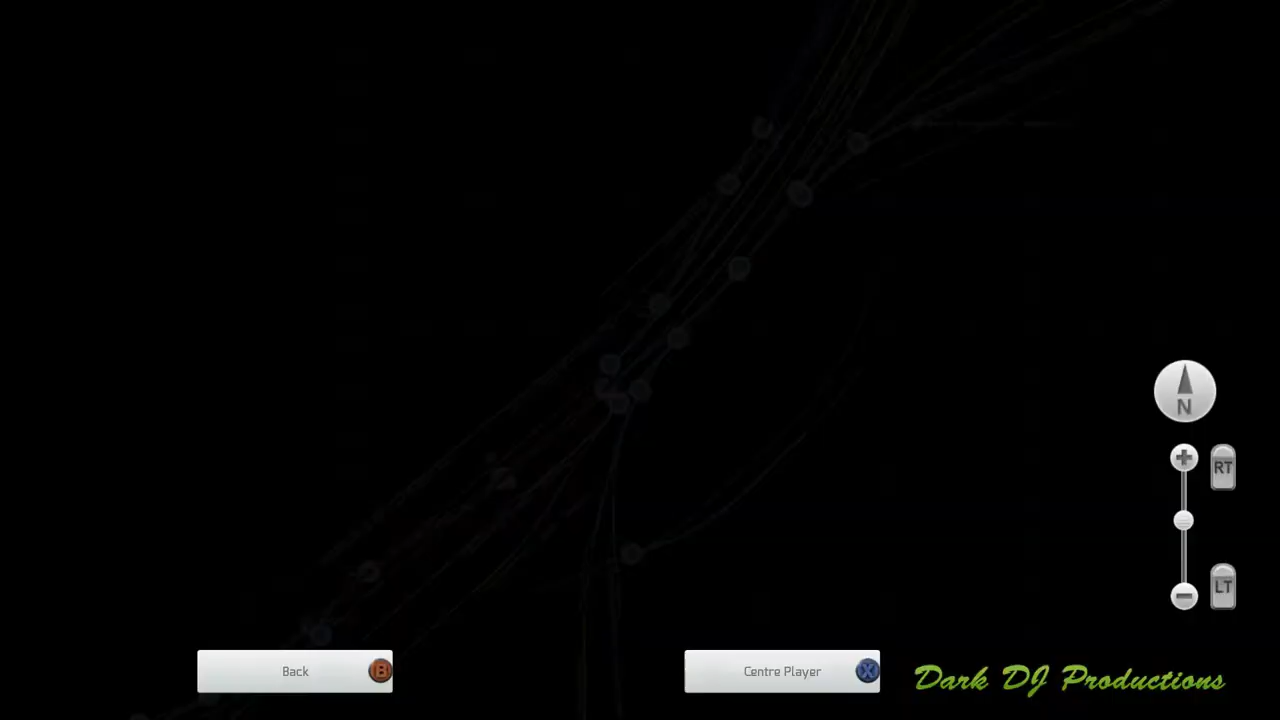 N
RT
LT
Back B
Centre Player X
Dark DJ Productions